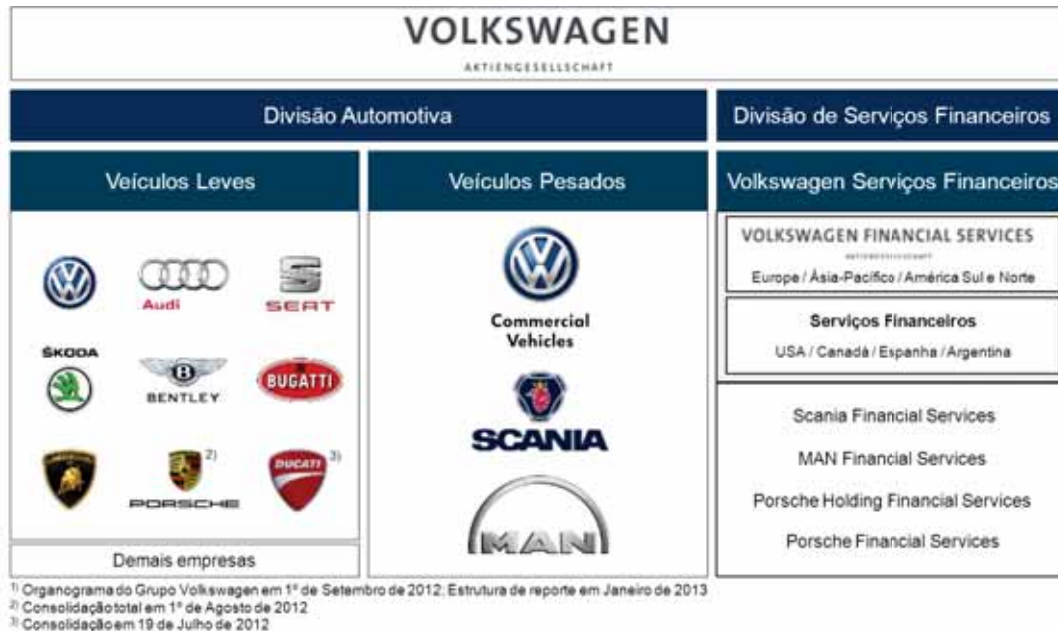 VOLKSWAGEN
AKTIENGESELLSCHAFT
Divisão Automotiva
Divisão de Serviços Financeiros
Veículos Leves
Veículos Pesados
Volkswagen Serviços Financeiros
Audi
SEAT
ŠKODA
BENTLEY
BUGATTI
PORSCHE 2)
DUCATI 3)
Demais empresas
Commercial
Vehicles
SCANIA
MAN
VOLKSWAGEN FINANCIAL SERVICES
AKTIENGESELLSCHAFT
Europe / Ásia-Pacífico / América Sul e Norte
Serviços Financeiros
USA / Canadá / Espanha / Argentina
Scania Financial Services
MAN Financial Services
Porsche Holding Financial Services
Porsche Financial Services
1) Organograma do Grupo Volkswagen em 1º de Setembro de 2012; Estrutura de reporte em Janeiro de 2013
2) Consolidação total em 1º de Agosto de 2012
3) Consolidação em 19 de Julho de 2012